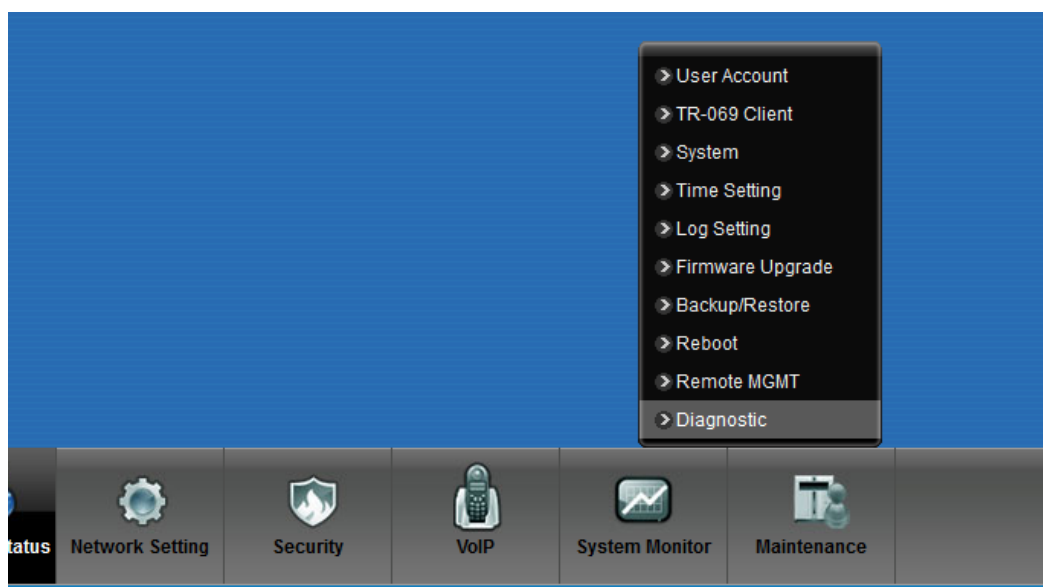 User Account
TR-069 Client
System
Time Setting
Log Setting
Firmware Upgrade
Backup/Restore
Reboot
Remote MGMT
Diagnostic
tatus Network Setting Security VoIP System Monitor Maintenance